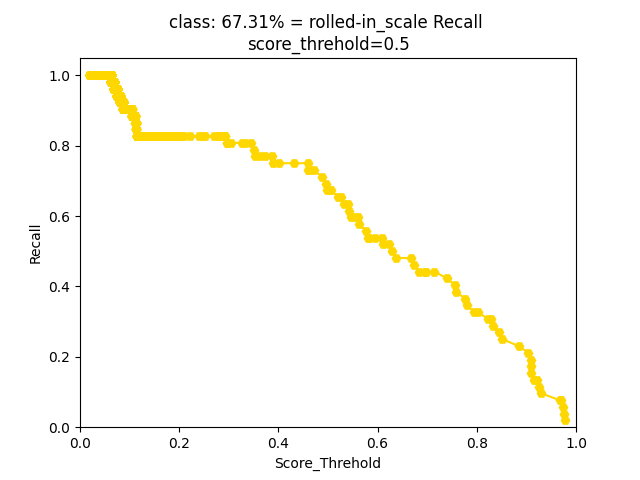 class: 67.31% = rolled-in_scale Recall
score_threhold=0.5
1.0
0.8
0.6
0.4
0.2
0.0
Recall
0.0 0.2 0.4 0.6 0.8 1.0
Score_Threhold